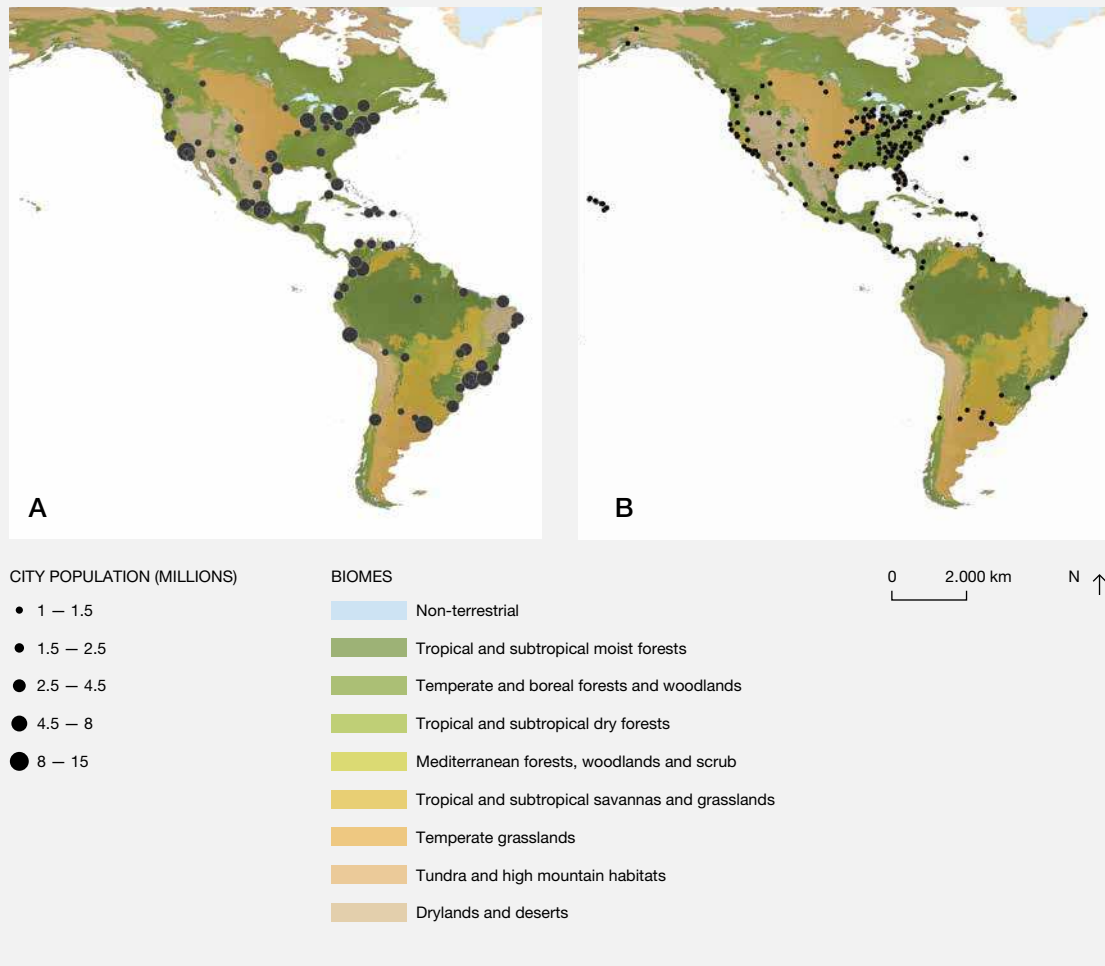 A
B
CITY POPULATION (MILLIONS)
1 — 1.5
1.5 — 2.5
2.5 — 4.5
4.5 — 8
8 — 15
BIOMES
Non-terrestrial
Tropical and subtropical moist forests
Temperate and boreal forests and woodlands
Tropical and subtropical dry forests
Mediterranean forests, woodlands and scrub
Tropical and subtropical savannas and grasslands
Temperate grasslands
Tundra and high mountain habitats
Drylands and deserts
0 2.000 km N